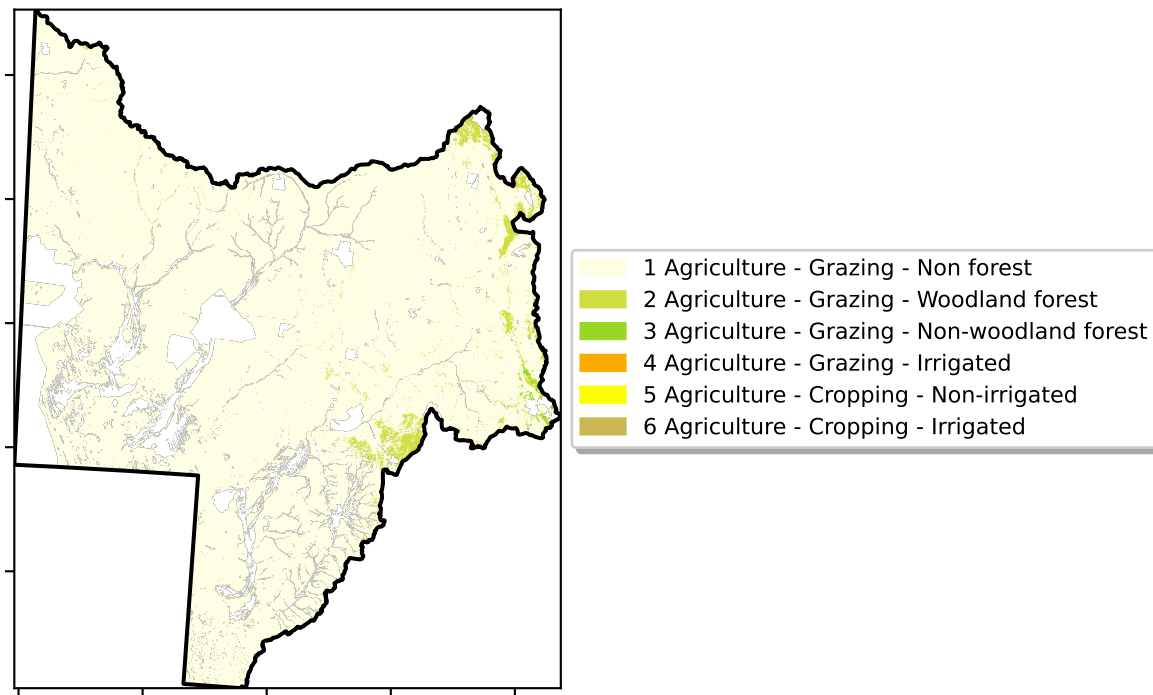 1 Agriculture - Grazing - Non forest
2 Agriculture - Grazing - Woodland forest
3 Agriculture - Grazing - Non-woodland forest
4 Agriculture - Grazing - Irrigated
5 Agriculture - Cropping - Non-irrigated
6 Agriculture - Cropping - Irrigated